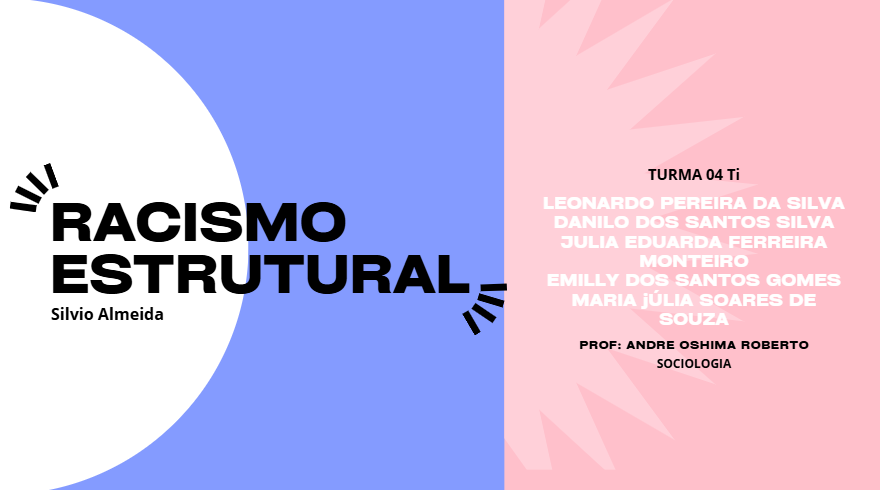 RACISMO
ESTRUTURAL
Silvio Almeida
TURMA 04 Ti
LEONARDO PEREIRA DA SILVA
DANILO DOS SANTOS SILVA
JULIA EDUARDA FERREIRA
MONTEIRO
EMILLY DOS SANTOS GOMES
MARIA jÚLIA SOARES DE
SOUZA
PROF: ANDRE OSHIMA ROBERTO
SOCIOLOGIA